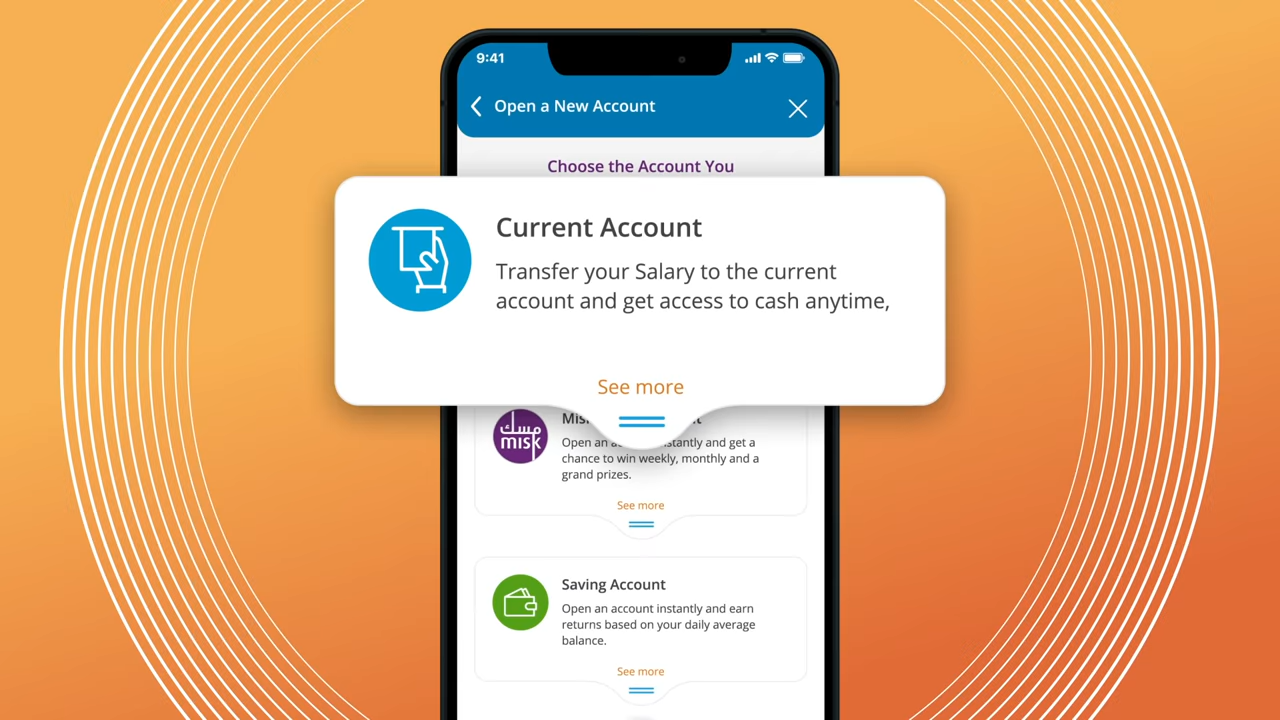 9:41
Open a New Account
Choose the Account You
Current Account
Transfer your Salary to the current
account and get access to cash anytime,
See more
مسك
misk
Open an instantly and get a
chance to win weekly, monthly and a
grand prizes.
See more
Saving Account
Open an account instantly and earn
returns based on your daily average
balance.
See more